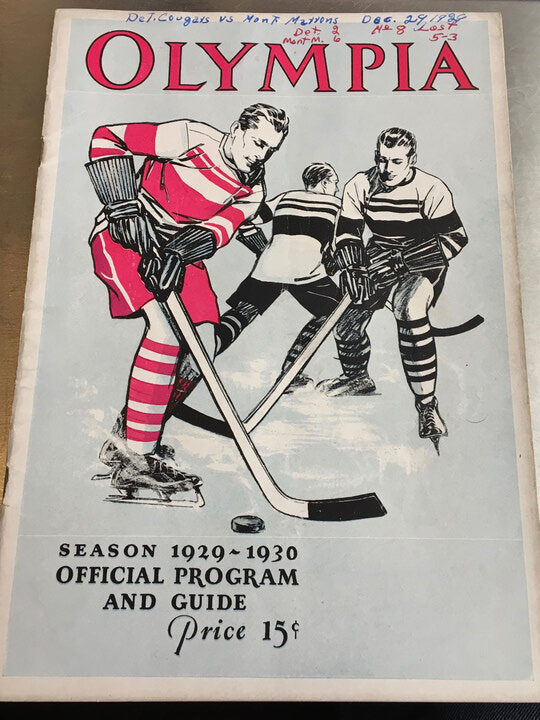 Det. Cougars vs Mont Maroons Dec. 29, 1929
Det 2 He 8 Lost
Mont M. 6 5-3
OLYMPIA
SEASON 1929~1930
OFFICIAL PROGRAM
AND GUIDE
Price 15¢